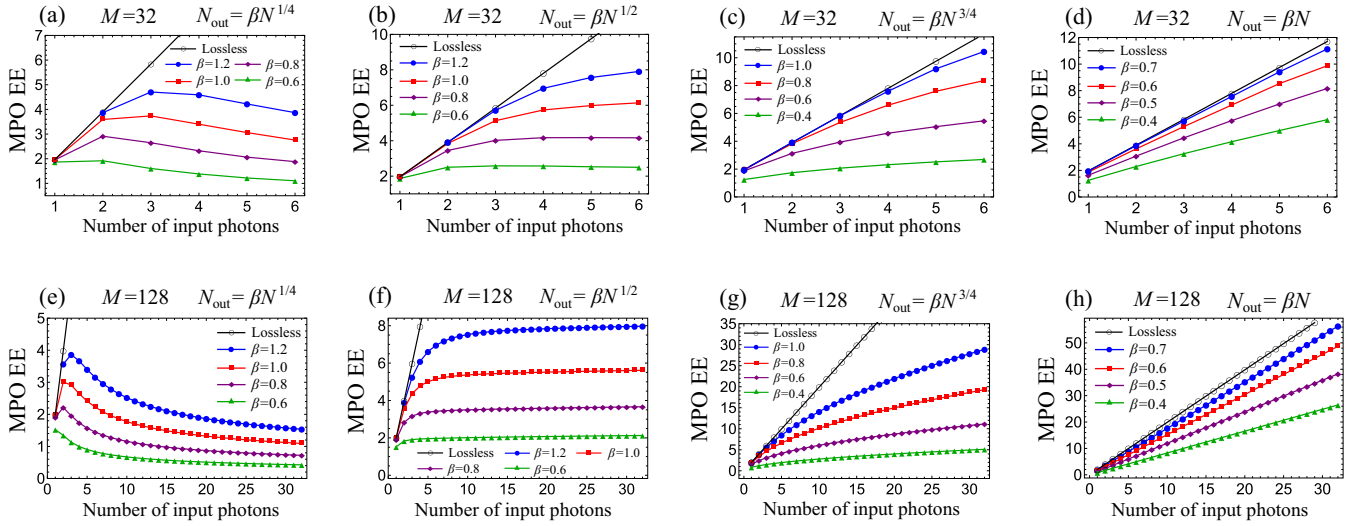 (a) M=32 N_out = βN^{1/4}
MPO EE
7
6
5
4
3
2
1
Lossless
β=1.2 β=0.8
β=1.0 β=0.6
1 2 3 4 5 6
Number of input photons
(b) M=32 N_out = βN^{1/2}
MPO EE
10
8
6
4
2
Lossless
β=1.2
β=1.0
β=0.8
β=0.6
1 2 3 4 5 6
Number of input photons
(c) M=32 N_out = βN^{3/4}
MPO EE
10
8
6
4
2
0
Lossless
β=1.0
β=0.8
β=0.6
β=0.4
1 2 3 4 5 6
Number of input photons
(d) M=32 N_out = βN
MPO EE
12
10
8
6
4
2
0
Lossless
β=0.7
β=0.6
β=0.5
β=0.4
1 2 3 4 5 6
Number of input photons
(e) M=128 N_out = βN^{1/4}
MPO EE
5
4
3
2
1
0
Lossless
β=1.2
β=1.0
β=0.8
β=0.6
0 5 10 15 20 25 30
Number of input photons
(f) M=128 N_out = βN^{1/2}
MPO EE
8
6
4
2
0
Lossless β=1.2 β=1.0
β=0.8 β=0.6
0 5 10 15 20 25 30
Number of input photons
(g) M=128 N_out = βN^{3/4}
MPO EE
35
30
25
20
15
10
5
0
Lossless
β=1.0
β=0.8
β=0.6
β=0.4
0 5 10 15 20 25 30
Number of input photons
(h) M=128 N_out = βN
MPO EE
50
40
30
20
10
0
Lossless
β=0.7
β=0.6
β=0.5
β=0.4
0 5 10 15 20 25 30
Number of input photons